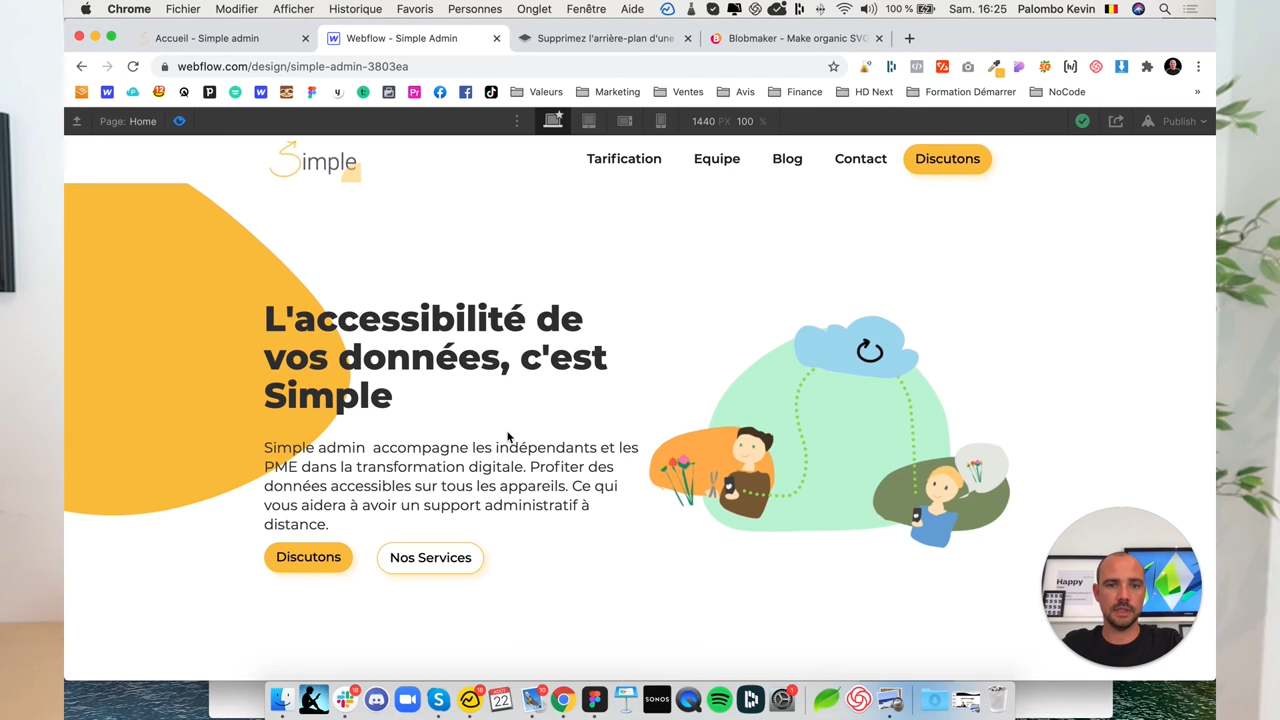 Chrome Fichier Modifier Afficher Historique Favoris Personnes Onglet Fenêtre Aide 100 % Sam. 16:25 Palombo Kevin
Accueil - Simple admin Webflow - Simple Admin Supprimez l'arrière-plan d'une Blobmaker - Make organic SVG
webflow.com/design/simple-admin-3803ea
Valeurs Marketing Ventes Avis Finance HD Next Formation Démarrer NoCode »
Page: Home 1440 PX 100 % Publish
Simple Tarification Equipe Blog Contact Discutons
L'accessibilité de
vos données, c'est
Simple
Simple admin accompagne les indépendants et les
PME dans la transformation digitale. Profiter des
données accessibles sur tous les appareils. Ce qui
vous aidera à avoir un support administratif à
distance.
Discutons Nos Services
Happy
AOÛT
22
SONOS